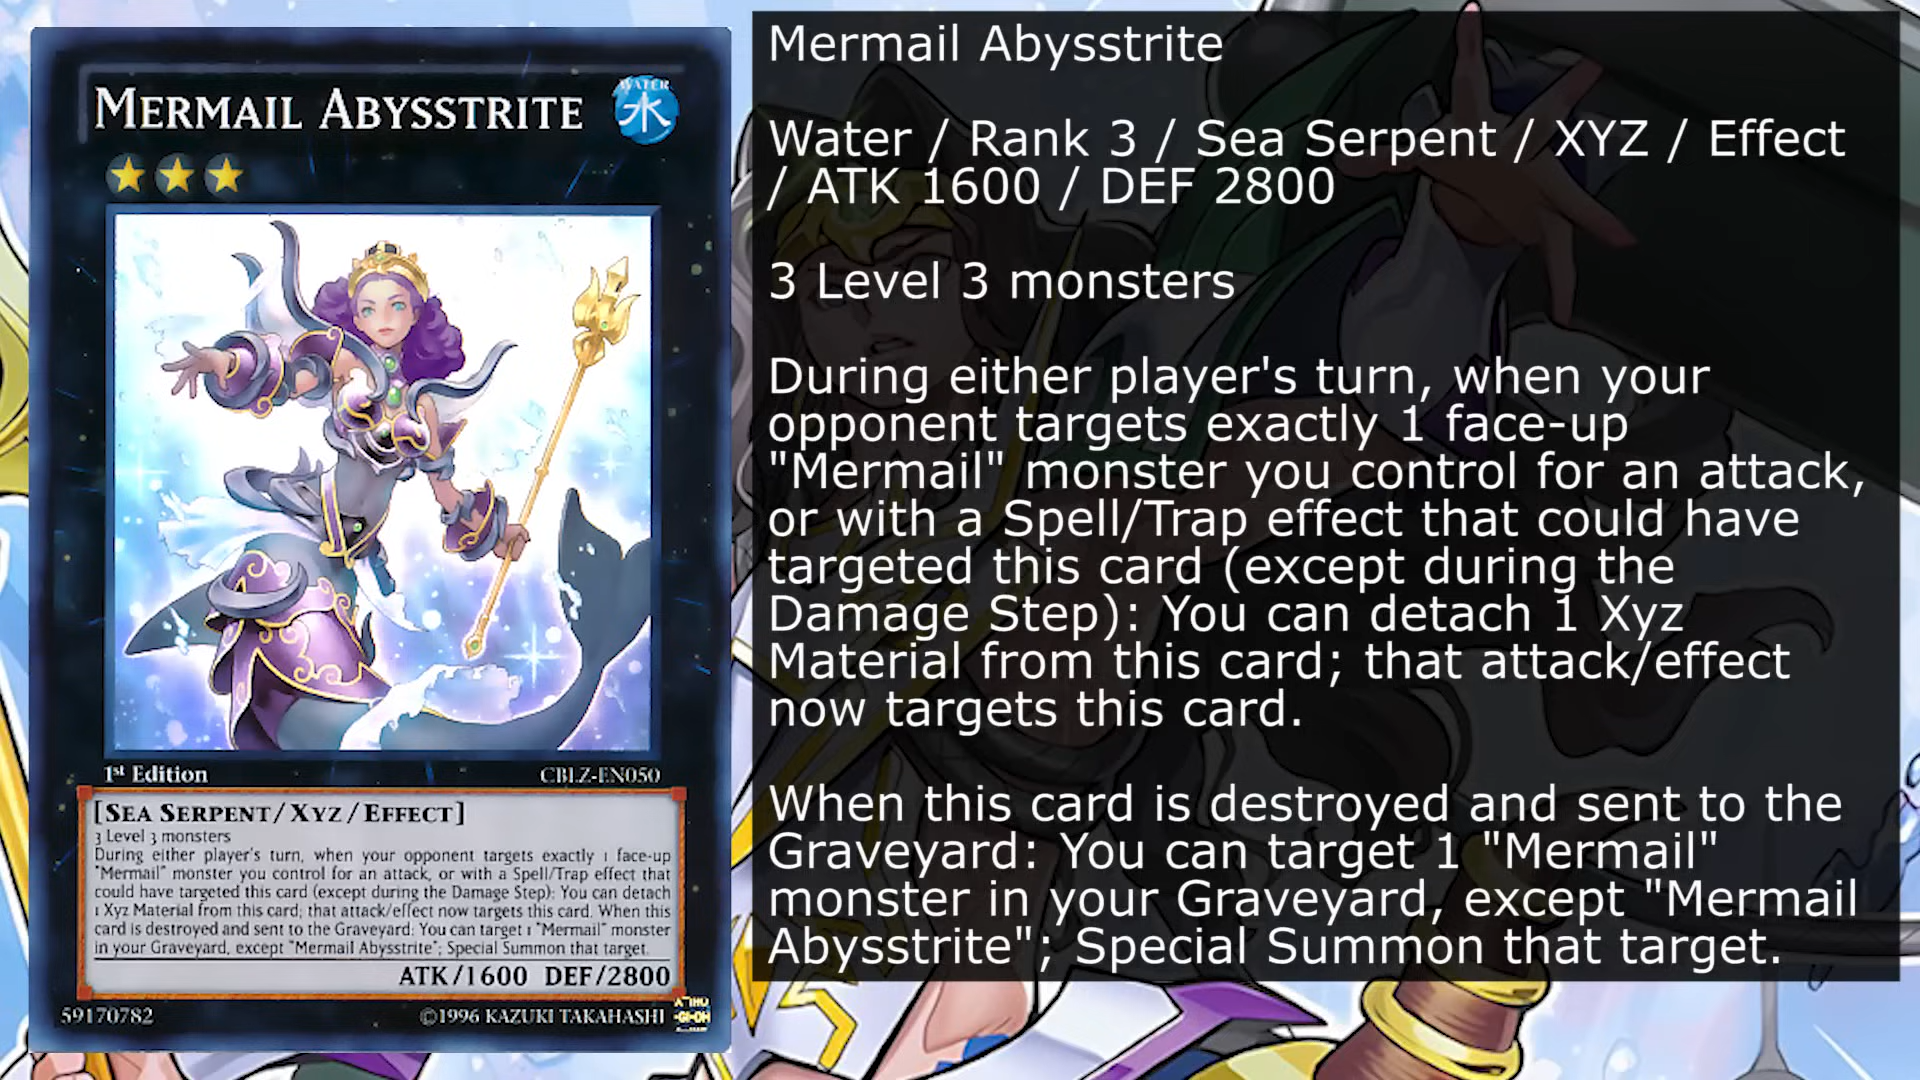 MERMAIL ABYSSTRITE
WATER
水
1st Edition
CBLZ-EN050
[SEA SERPENT/XYZ/EFFECT]
3 Level 3 monsters
During either player's turn, when your opponent targets exactly 1 face-up
"Mermail" monster you control for an attack, or with a Spell/Trap effect that
could have targeted this card (except during the Damage Step): You can detach
1 Xyz Material from this card; that attack/effect now targets this card. When this
card is destroyed and sent to the Graveyard: You can target 1 "Mermail" monster
in your Graveyard, except "Mermail Abysstrite"; Special Summon that target.
ATK/1600 DEF/2800
59170782
©1996 KAZUKI TAKAHASHI
Mermail Abysstrite
Water / Rank 3 / Sea Serpent / XYZ / Effect
/ ATK 1600 / DEF 2800
3 Level 3 monsters
During either player's turn, when your
opponent targets exactly 1 face-up
"Mermail" monster you control for an attack,
or with a Spell/Trap effect that could have
targeted this card (except during the
Damage Step): You can detach 1 Xyz
Material from this card; that attack/effect
now targets this card.
When this card is destroyed and sent to the
Graveyard: You can target 1 "Mermail"
monster in your Graveyard, except "Mermail
Abysstrite"; Special Summon that target.